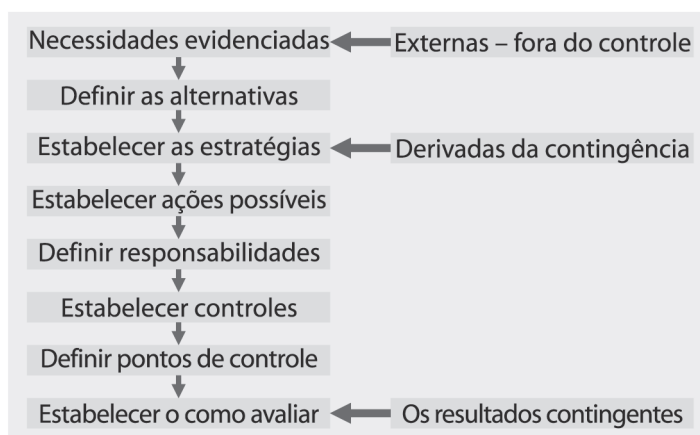 Necessidades evidenciadas
Externas – fora do controle
Definir as alternativas
Estabelecer as estratégias
Derivadas da contingência
Estabelecer ações possíveis
Definir responsabilidades
Estabelecer controles
Definir pontos de controle
Estabelecer o como avaliar
Os resultados contingentes